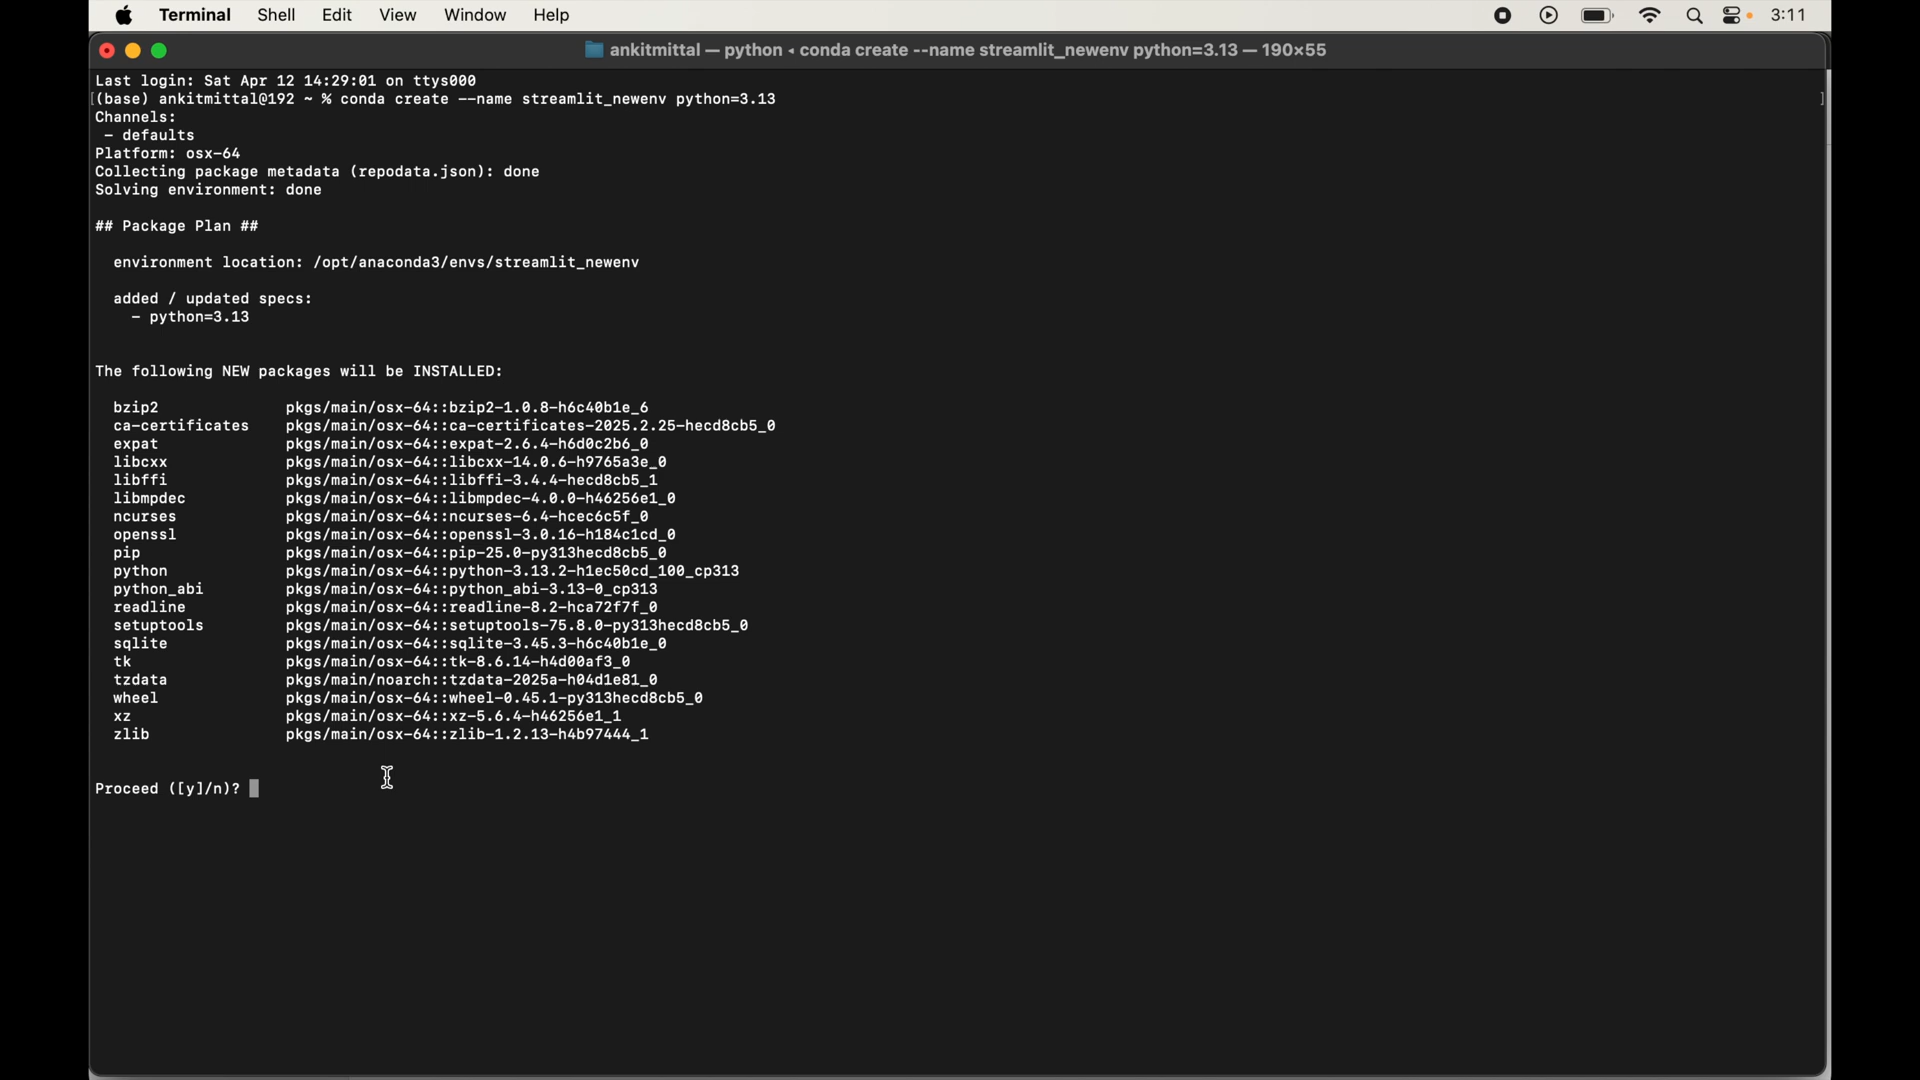 Terminal Shell Edit View Window Help 3:11
ankitmittal — python ◂ conda create --name streamlit_newenv python=3.13 — 190×55
Last login: Sat Apr 12 14:29:01 on ttys000
[(base) ankitmittal@192 ~ % conda create --name streamlit_newenv python=3.13 ]
Channels:
 - defaults
Platform: osx-64
Collecting package metadata (repodata.json): done
Solving environment: done
## Package Plan ##
  environment location: /opt/anaconda3/envs/streamlit_newenv
  added / updated specs:
    - python=3.13
The following NEW packages will be INSTALLED:
  bzip2              pkgs/main/osx-64::bzip2-1.0.8-h6c40b1e_6
  ca-certificates    pkgs/main/osx-64::ca-certificates-2025.2.25-hecd8cb5_0
  expat              pkgs/main/osx-64::expat-2.6.4-h6d0c2b6_0
  libcxx             pkgs/main/osx-64::libcxx-14.0.6-h9765a3e_0
  libffi             pkgs/main/osx-64::libffi-3.4.4-hecd8cb5_1
  libmpdec           pkgs/main/osx-64::libmpdec-4.0.0-h46256e1_0
  ncurses            pkgs/main/osx-64::ncurses-6.4-hcec6c5f_0
  openssl            pkgs/main/osx-64::openssl-3.0.16-h184c1cd_0
  pip                pkgs/main/osx-64::pip-25.0-py313hecd8cb5_0
  python             pkgs/main/osx-64::python-3.13.2-h1ec50cd_100_cp313
  python_abi         pkgs/main/osx-64::python_abi-3.13-0_cp313
  readline           pkgs/main/osx-64::readline-8.2-hca72f7f_0
  setuptools         pkgs/main/osx-64::setuptools-75.8.0-py313hecd8cb5_0
  sqlite             pkgs/main/osx-64::sqlite-3.45.3-h6c40b1e_0
  tk                 pkgs/main/osx-64::tk-8.6.14-h4d00af3_0
  tzdata             pkgs/main/noarch::tzdata-2025a-h04d1e81_0
  wheel              pkgs/main/osx-64::wheel-0.45.1-py313hecd8cb5_0
  xz                 pkgs/main/osx-64::xz-5.6.4-h46256e1_1
  zlib               pkgs/main/osx-64::zlib-1.2.13-h4b97444_1
Proceed ([y]/n)?